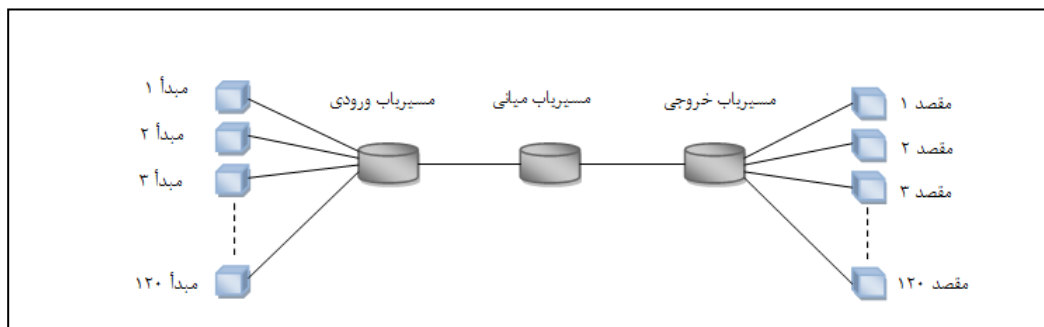 مبدأ ۱
مبدأ ۲
مبدأ ۳
مبدأ ۱۲۰
مسیریاب ورودی
مسیریاب میانی
مسیریاب خروجی
مقصد ۱
مقصد ۲
مقصد ۳
مقصد ۱۲۰